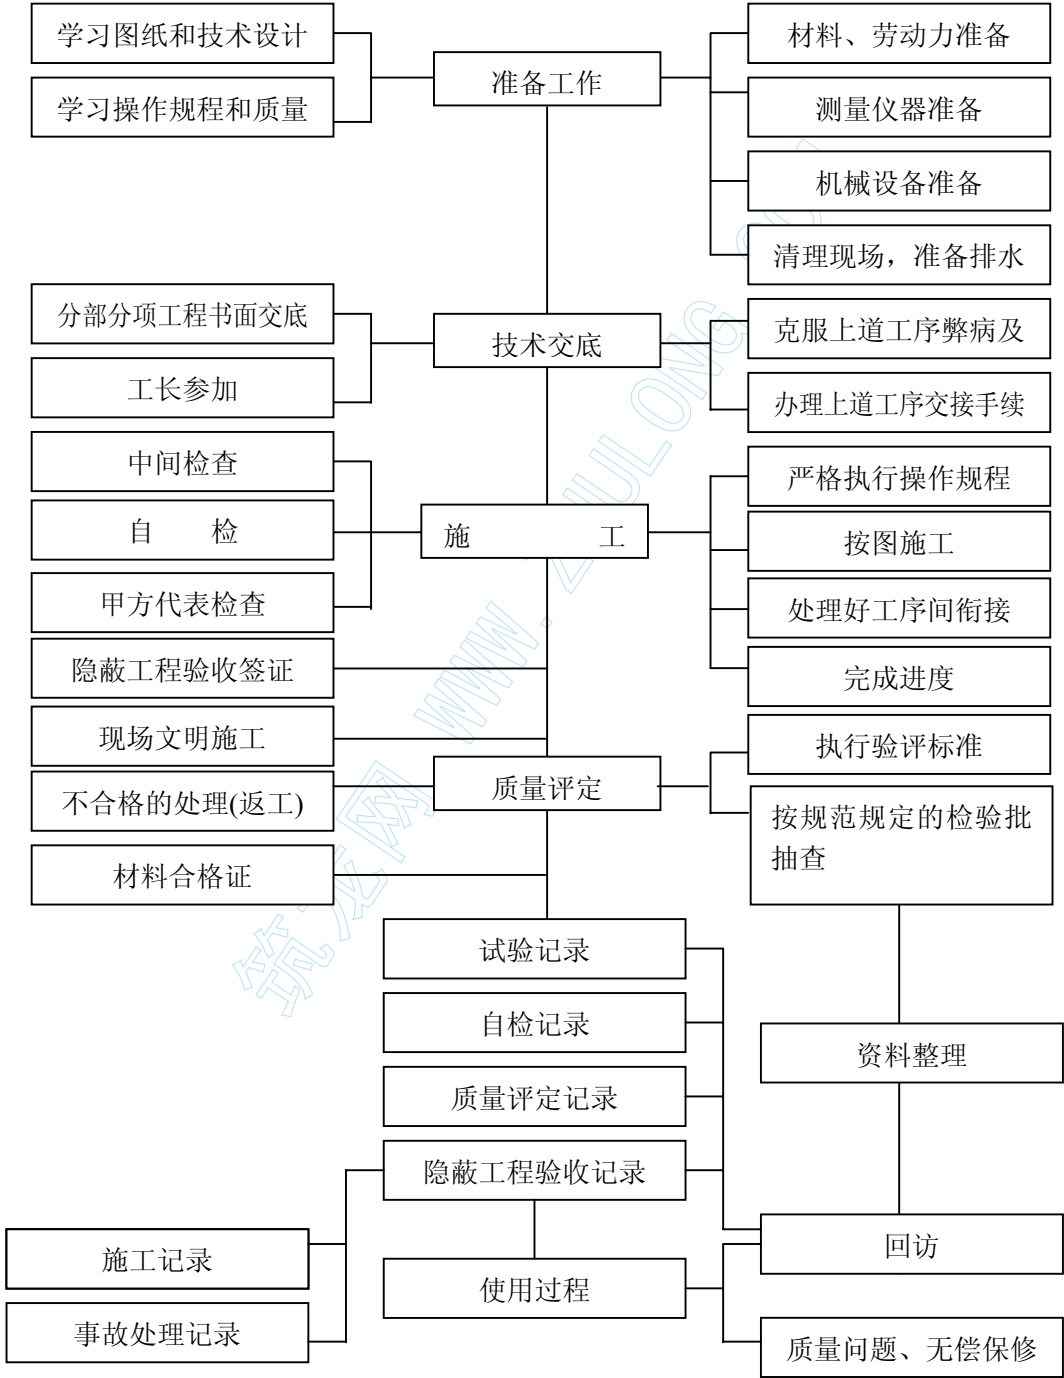 学习图纸和技术设计
材料、劳动力准备
准备工作
学习操作规程和质量
测量仪器准备
机械设备准备
清理现场，准备排水
分部分项工程书面交底
技术交底
克服上道工序弊病及
工长参加
办理上道工序交接手续
中间检查
严格执行操作规程
自 检
施 工
按图施工
甲方代表检查
处理好工序间衔接
隐蔽工程验收签证
完成进度
现场文明施工
执行验评标准
质量评定
不合格的处理(返工)
按规范规定的检验批
抽查
材料合格证
试验记录
自检记录
资料整理
质量评定记录
隐蔽工程验收记录
回访
施工记录
使用过程
事故处理记录
质量问题、无偿保修
筑龙网 WWW.ZHULONG.COM